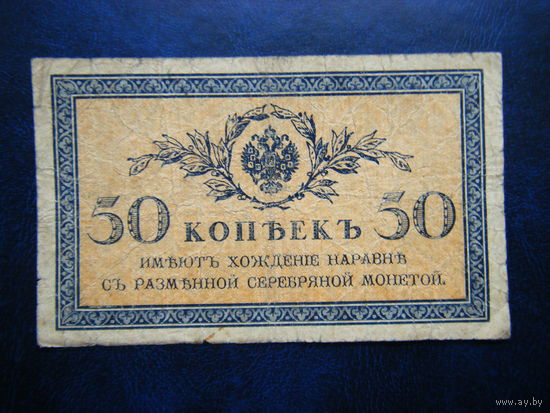 50 КОПѢЕКЪ 50
ИМѢЮТЪ ХОЖДЕНІЕ НАРАВНѢ
СЪ РАЗМѢННОЙ СЕРЕБРЯНОЙ МОНЕТОЙ.
www.ay.by